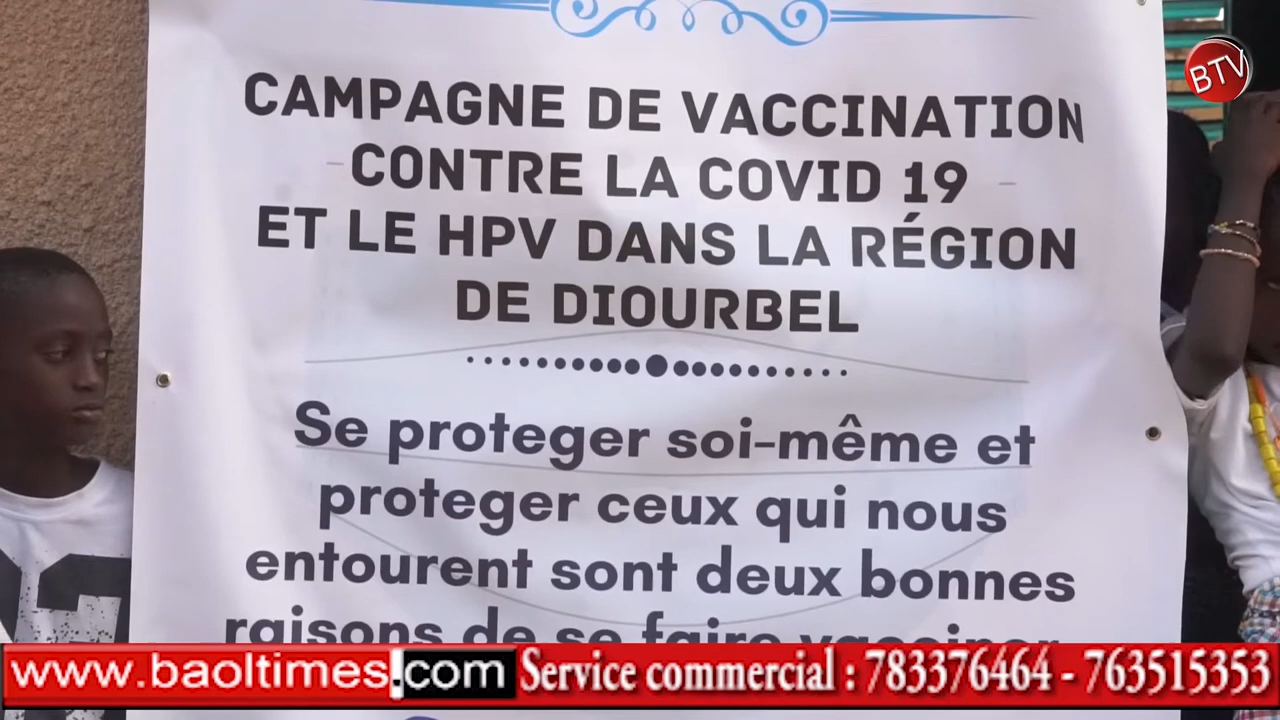 BTV
CAMPAGNE DE VACCINATION
CONTRE LA COVID 19
ET LE HPV DANS LA RÉGION
DE DIOURBEL
Se proteger soi-même et
proteger ceux qui nous
entourent sont deux bonnes
raisons de se faire vacciner
www.baoltimes.com Service commercial : 783376464 - 763515353